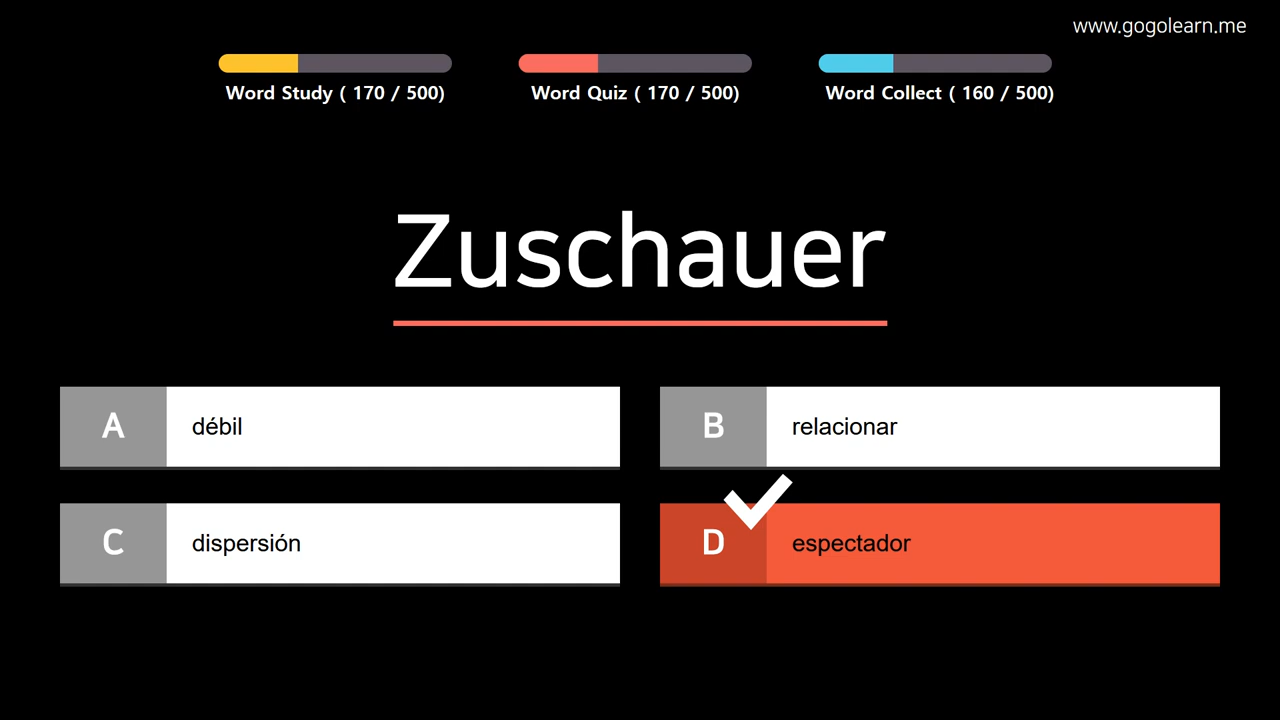 www.gogolearn.me
Word Study ( 170 / 500)
Word Quiz ( 170 / 500)
Word Collect ( 160 / 500)
Zuschauer
A débil
B relacionar
C dispersión
D espectador